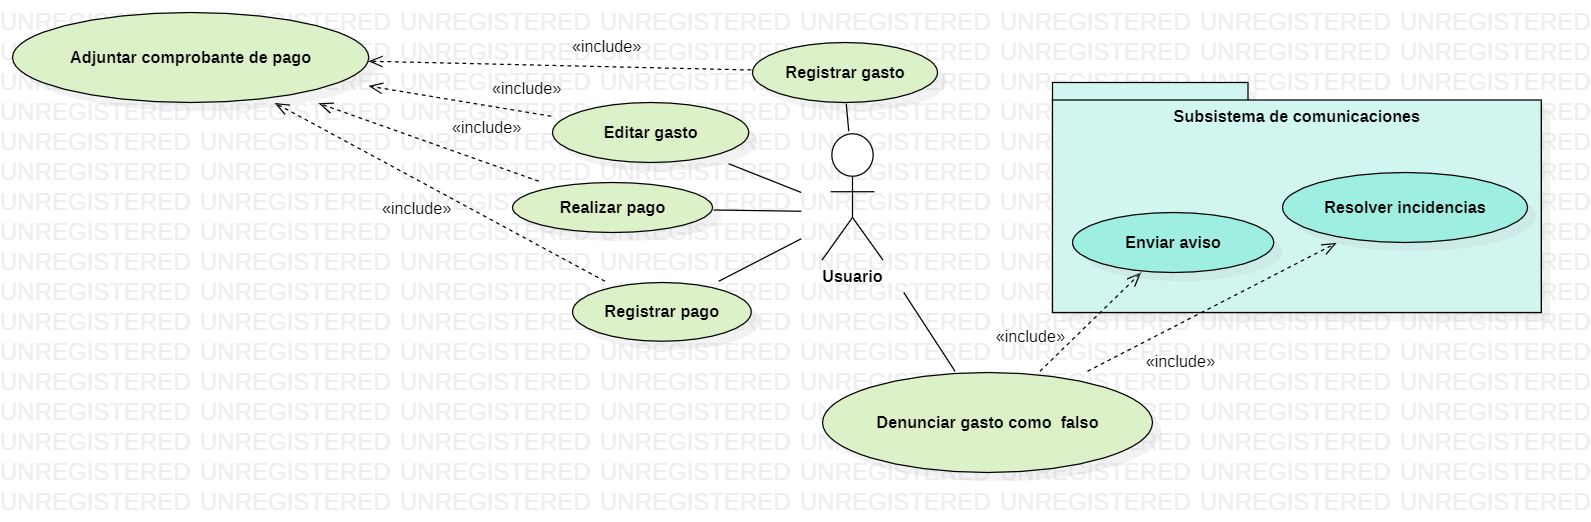 Adjuntar comprobante de pago
«include»
Registrar gasto
«include»
Editar gasto
«include»
Realizar pago
«include»
Registrar pago
Usuario
Subsistema de comunicaciones
Resolver incidencias
Enviar aviso
«include»
«include»
Denunciar gasto como  falso
UNREGISTERED UNREGISTERED UNREGISTERED UNREGISTERED UNREGISTERED UNREGISTERED UNREGISTERED UNREGISTERED